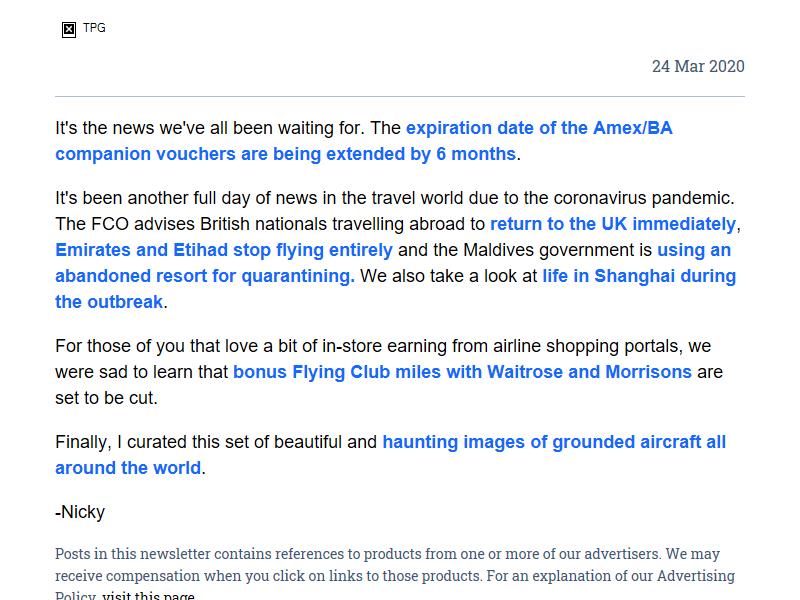 TPG
24 Mar 2020
It's the news we've all been waiting for. The expiration date of the Amex/BA
companion vouchers are being extended by 6 months.
It's been another full day of news in the travel world due to the coronavirus pandemic.
The FCO advises British nationals travelling abroad to return to the UK immediately,
Emirates and Etihad stop flying entirely and the Maldives government is using an
abandoned resort for quarantining. We also take a look at life in Shanghai during
the outbreak.
For those of you that love a bit of in-store earning from airline shopping portals, we
were sad to learn that bonus Flying Club miles with Waitrose and Morrisons are
set to be cut.
Finally, I curated this set of beautiful and haunting images of grounded aircraft all
around the world.
-Nicky
Posts in this newsletter contains references to products from one or more of our advertisers. We may
receive compensation when you click on links to those products. For an explanation of our Advertising
Policy, visit this page